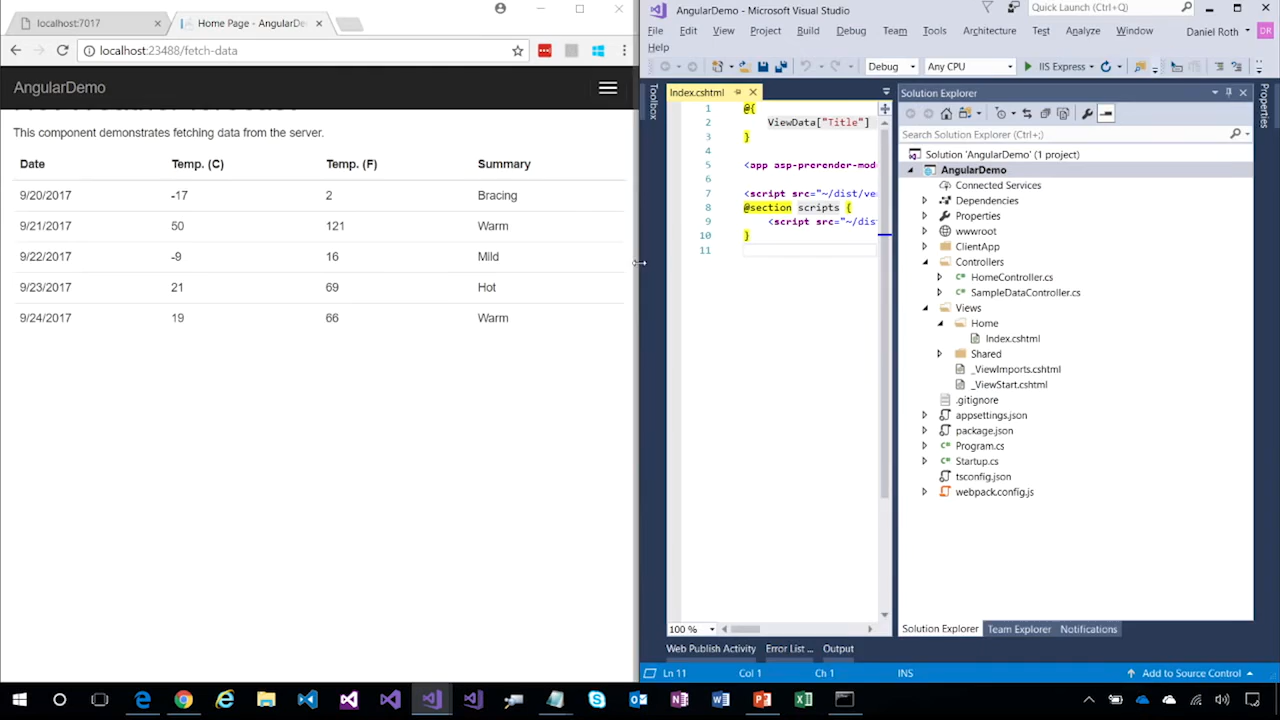 localhost:7017
Home Page - AngularDe
localhost:23488/fetch-data
AngularDemo
This component demonstrates fetching data from the server.
Date Temp. (C) Temp. (F) Summary
9/20/2017 -17 2 Bracing
9/21/2017 50 121 Warm
9/22/2017 -9 16 Mild
9/23/2017 21 69 Hot
9/24/2017 19 66 Warm
AngularDemo - Microsoft Visual Studio
Quick Launch (Ctrl+Q)
File Edit View Project Build Debug Team Tools Architecture Test Analyze Window
Daniel Roth DR
Help
Debug Any CPU IIS Express
Toolbox
Index.cshtml
1 @{
2 ViewData["Title"]
3 }
4
5 <app asp-prerender-mod
6
7 <script src="~/dist/ve
8 @section scripts {
9 <script src="~/dis
10 }
11
100 %
Solution Explorer
Search Solution Explorer (Ctrl+;)
Solution 'AngularDemo' (1 project)
AngularDemo
Connected Services
Dependencies
Properties
wwwroot
ClientApp
Controllers
C# HomeController.cs
C# SampleDataController.cs
Views
Home
Index.cshtml
Shared
_ViewImports.cshtml
_ViewStart.cshtml
.gitignore
appsettings.json
package.json
C# Program.cs
C# Startup.cs
tsconfig.json
webpack.config.js
Properties
Solution Explorer Team Explorer Notifications
Web Publish Activity Error List ... Output
Ln 11 Col 1 Ch 1 INS Add to Source Control